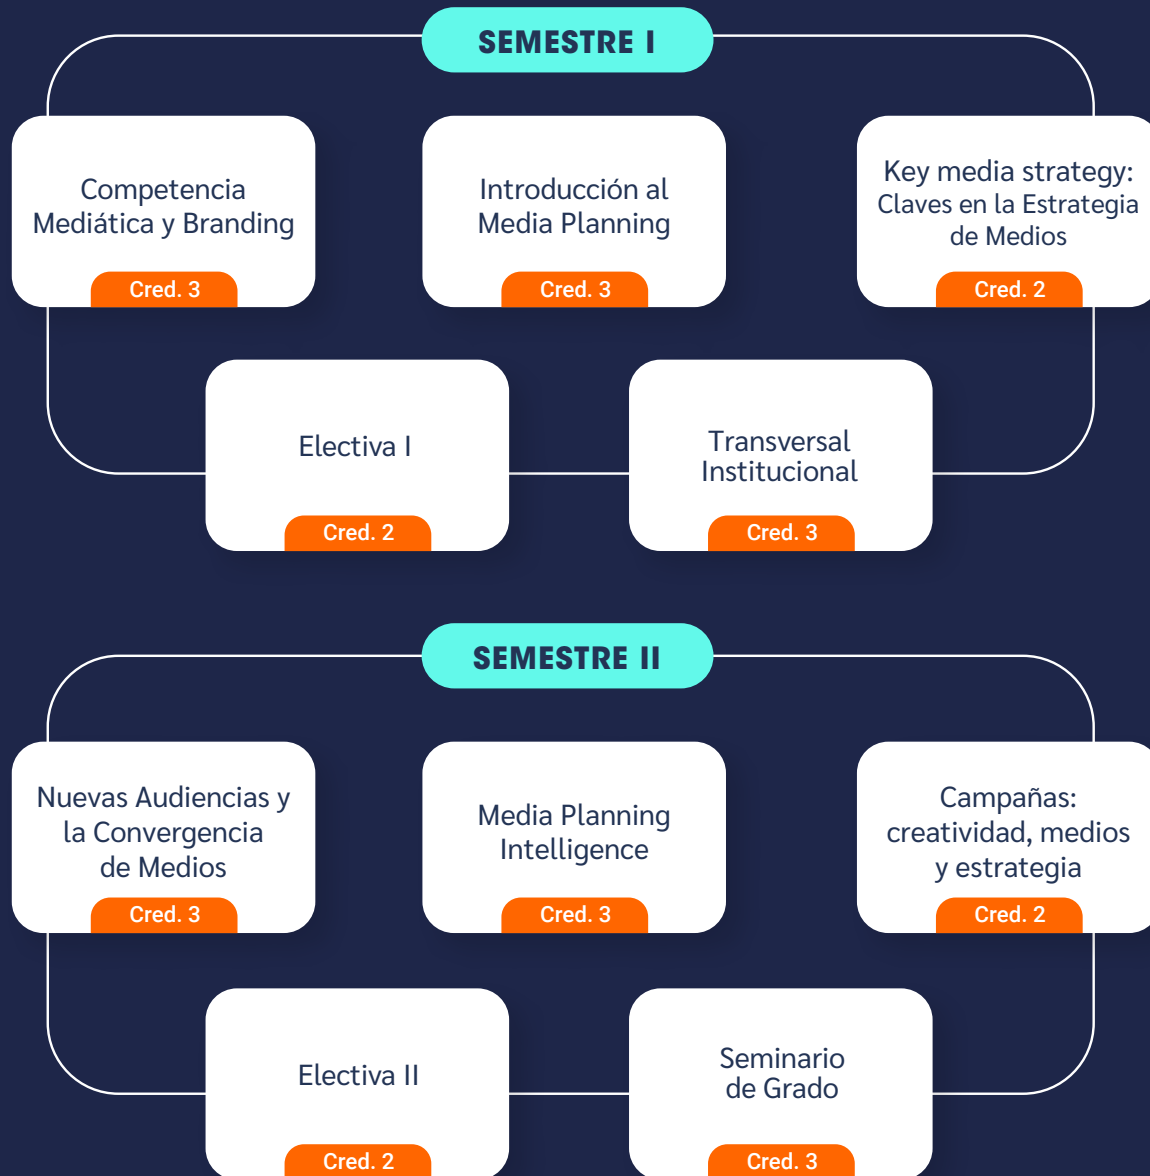 SEMESTRE I
Competencia
Mediática y Branding
Cred. 3
Introducción al
Media Planning
Cred. 3
Key media strategy:
Claves en la Estrategia
de Medios
Cred. 2
Electiva I
Cred. 2
Transversal
Institucional
Cred. 3
SEMESTRE II
Nuevas Audiencias y
la Convergencia
de Medios
Cred. 3
Media Planning
Intelligence
Cred. 3
Campañas:
creatividad, medios
y estrategia
Cred. 2
Electiva II
Cred. 2
Seminario
de Grado
Cred. 3